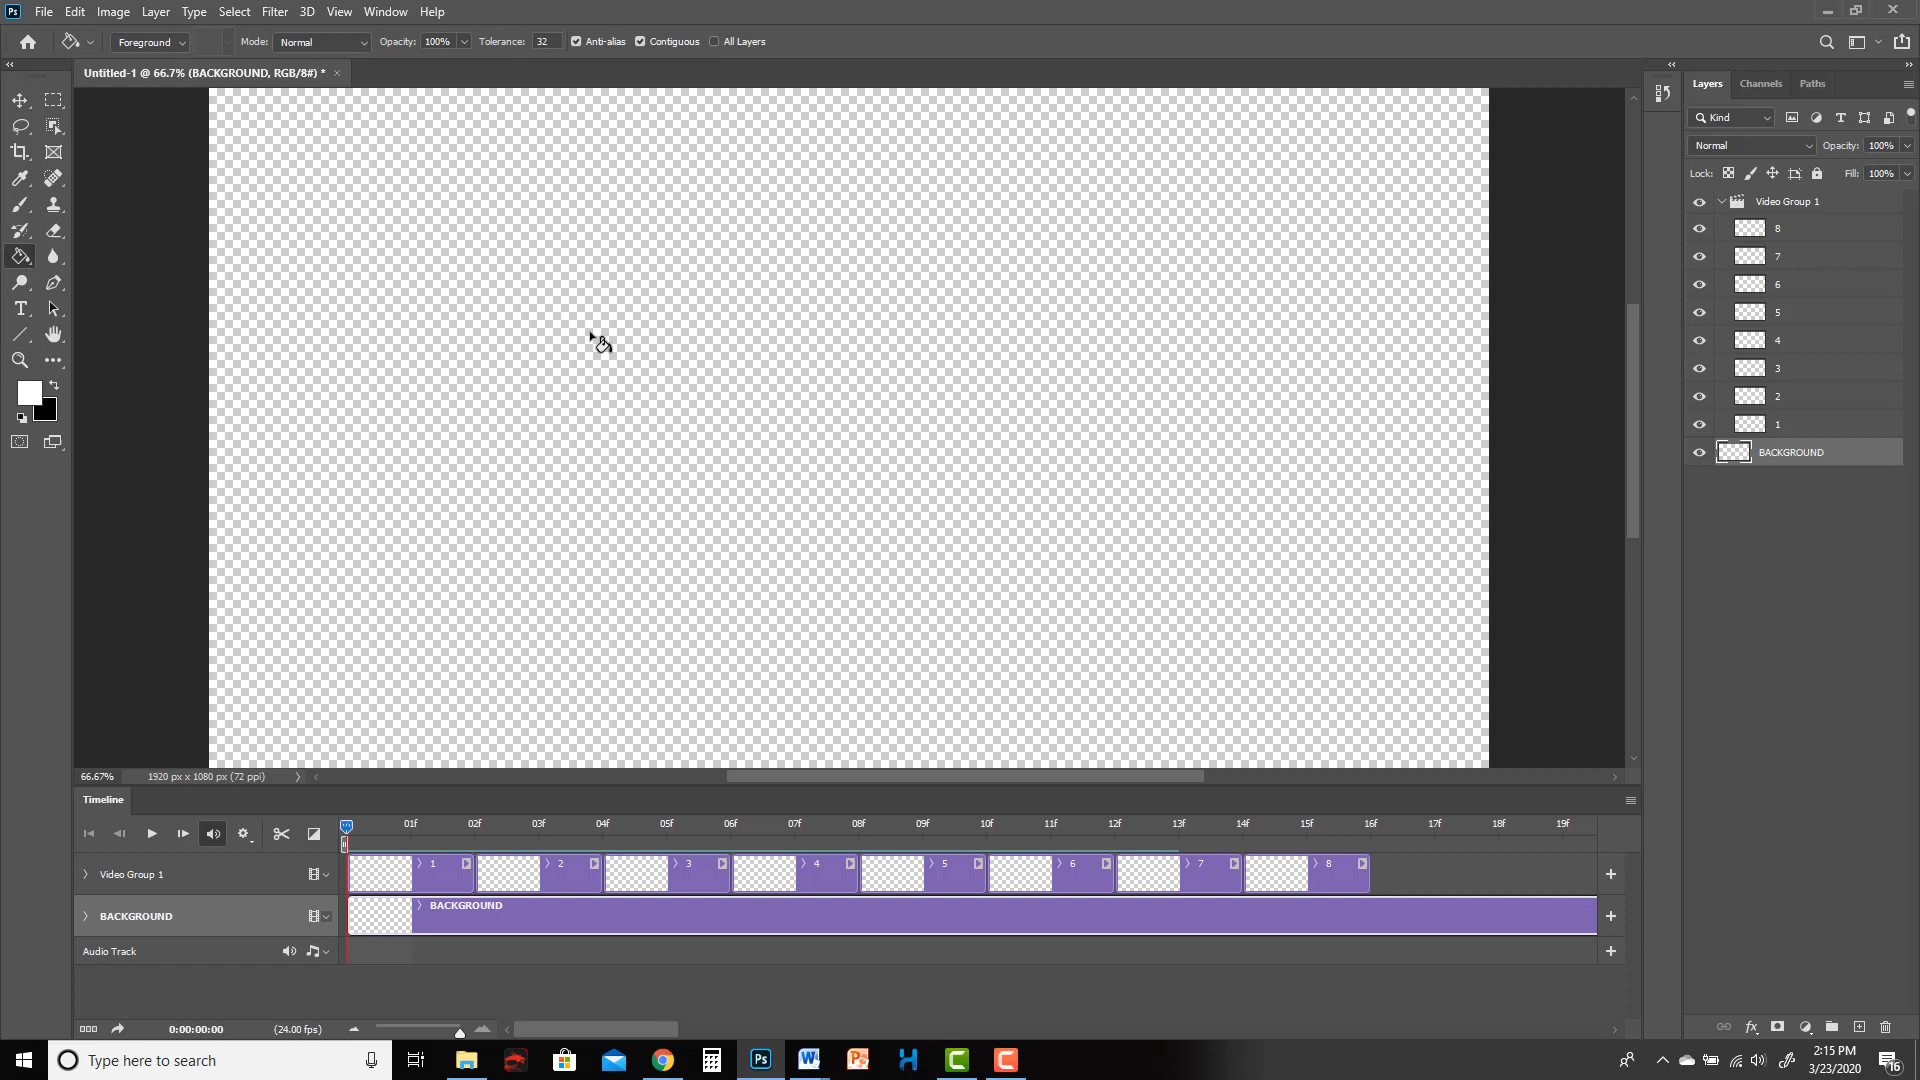 Ps File Edit Image Layer Type Select Filter 3D View Window Help
Foreground Mode: Normal Opacity: 100% Tolerance: 32 Anti-alias Contiguous All Layers
Untitled-1 @ 66.7% (BACKGROUND, RGB/8#) * ×
Layers Channels Paths
Kind
Normal Opacity: 100%
Lock: Fill: 100%
Video Group 1
8
7
6
5
4
3
2
1
BACKGROUND
66.67% 1920 px x 1080 px (72 ppi)
Timeline
01f 02f 03f 04f 05f 06f 07f 08f 09f 10f 11f 12f 13f 14f 15f 16f 17f 18f 19f
Video Group 1 1 2 3 4 5 6 7 8
BACKGROUND BACKGROUND
Audio Track
0:00:00:00 (24.00 fps)
Type here to search
2:15 PM
3/23/2020
16